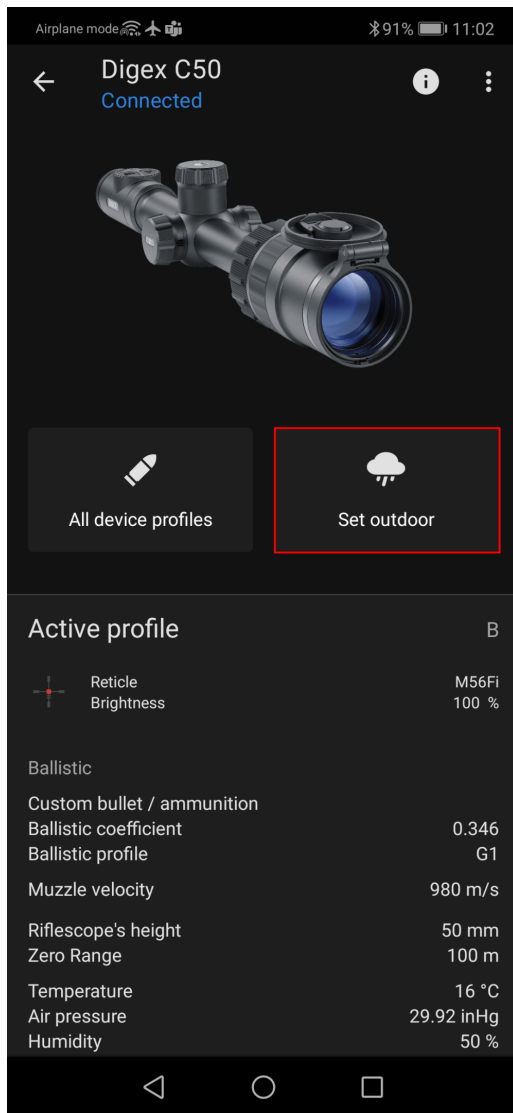 Airplane mode 91% 11:02
Digex C50
Connected
All device profiles
Set outdoor
Active profile B
Reticle M56Fi
Brightness 100 %
Ballistic
Custom bullet / ammunition
Ballistic coefficient 0.346
Ballistic profile G1
Muzzle velocity 980 m/s
Riflescope's height 50 mm
Zero Range 100 m
Temperature 16 °C
Air pressure 29.92 inHg
Humidity 50 %